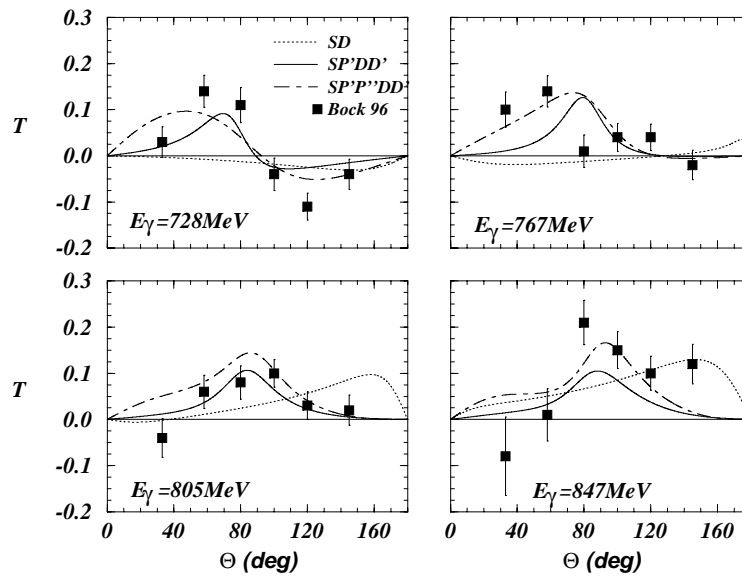 0.3
0.2
0.1
0.0
-0.1
-0.2
T
SD
SP'DD'
SP'P''DD'
Bock 96
Eγ=728MeV
Eγ=767MeV
0.3
0.2
0.1
0.0
-0.1
-0.2
T
Eγ=805MeV
Eγ=847MeV
0 40 80 120 160
0 40 80 120 160
Θ (deg)
Θ (deg)